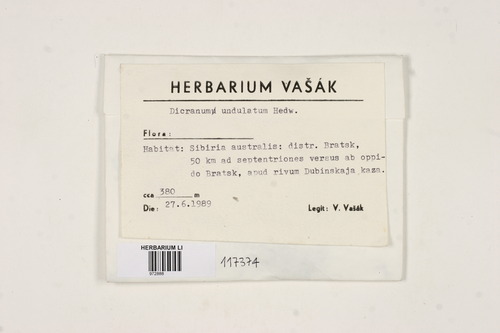 HERBARIUM VAŠÁK
Dicranum undulatum Hedw.
Flora:
Habitat: Sibiria australis: distr. Bratsk,
50 km ad septentriones versus ab oppi-
do Bratsk, apud rivum Dubinskaja kaza.
cca 380 m
Die: 27.6.1989 Legit: V. Vašák
HERBARIUM LI
117374